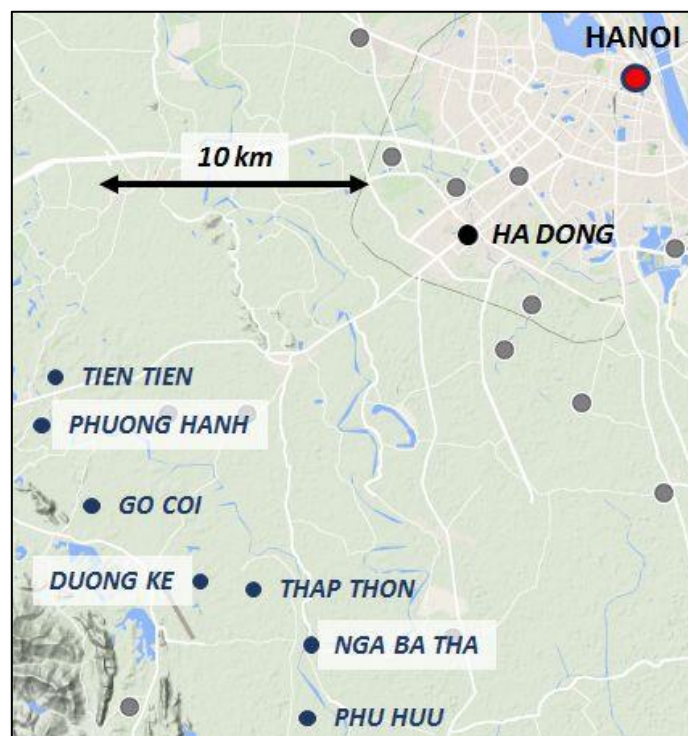 HANOI
10 km
HA DONG
TIEN TIEN
PHUONG HANH
GO COI
DUONG KE
THAP THON
NGA BA THA
PHU HUU